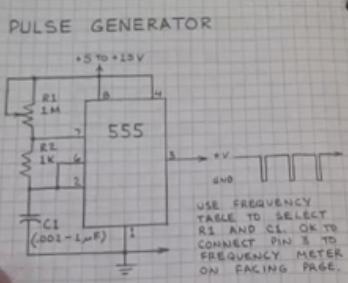 PULSE GENERATOR
+5 TO +15V
8
4
R1
1M
7
555
R2
1K
6
3
+V
2
GND
C1
(.001-1µF)
1
USE FREQUENCY
TABLE TO SELECT
R1 AND C1. OK TO
CONNECT PIN 3 TO
FREQUENCY METER
ON FACING PAGE.